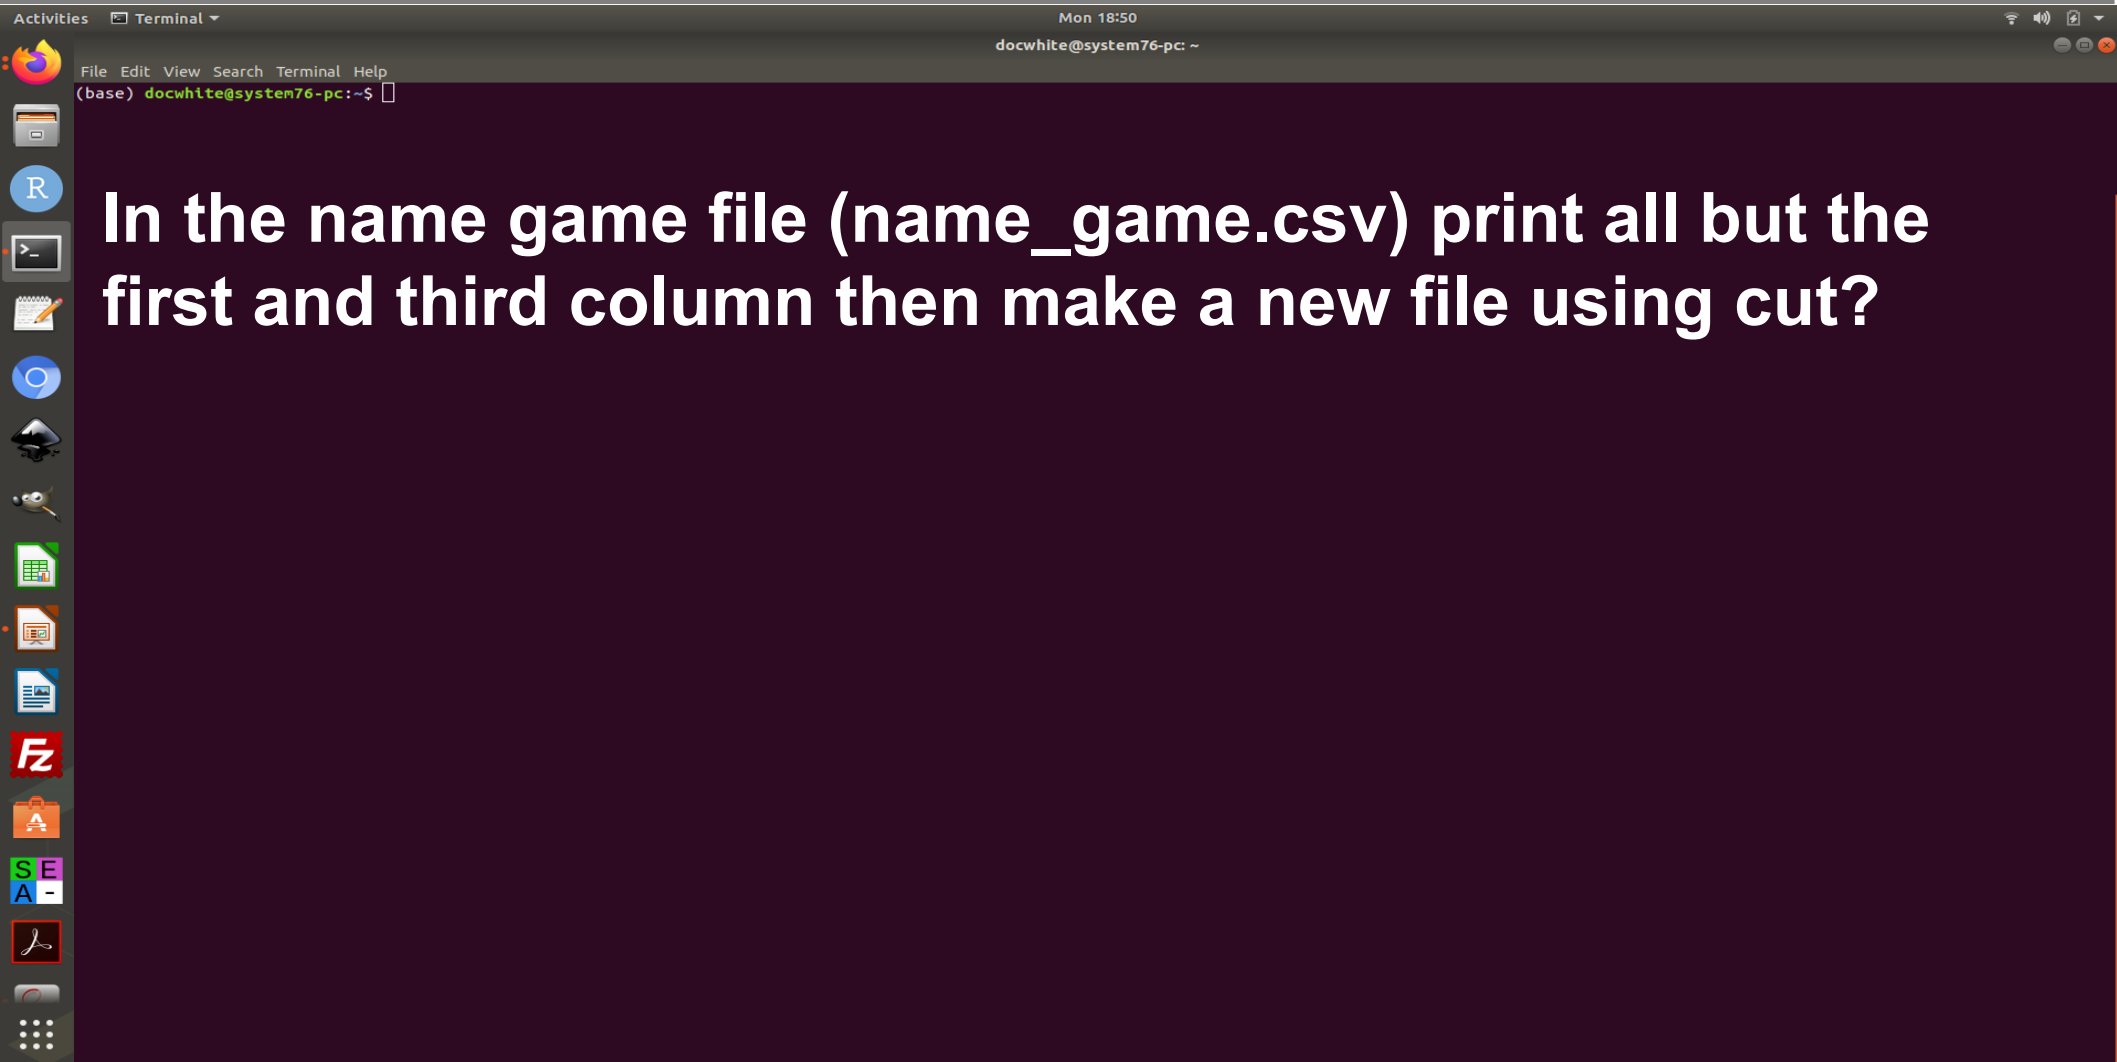 Activities Terminal Mon 18:50
docwhite@system76-pc: ~
File Edit View Search Terminal Help
(base) docwhite@system76-pc:~$
In the name game file (name_game.csv) print all but the
first and third column then make a new file using cut?
R
>_
Fz
A
S E
A -